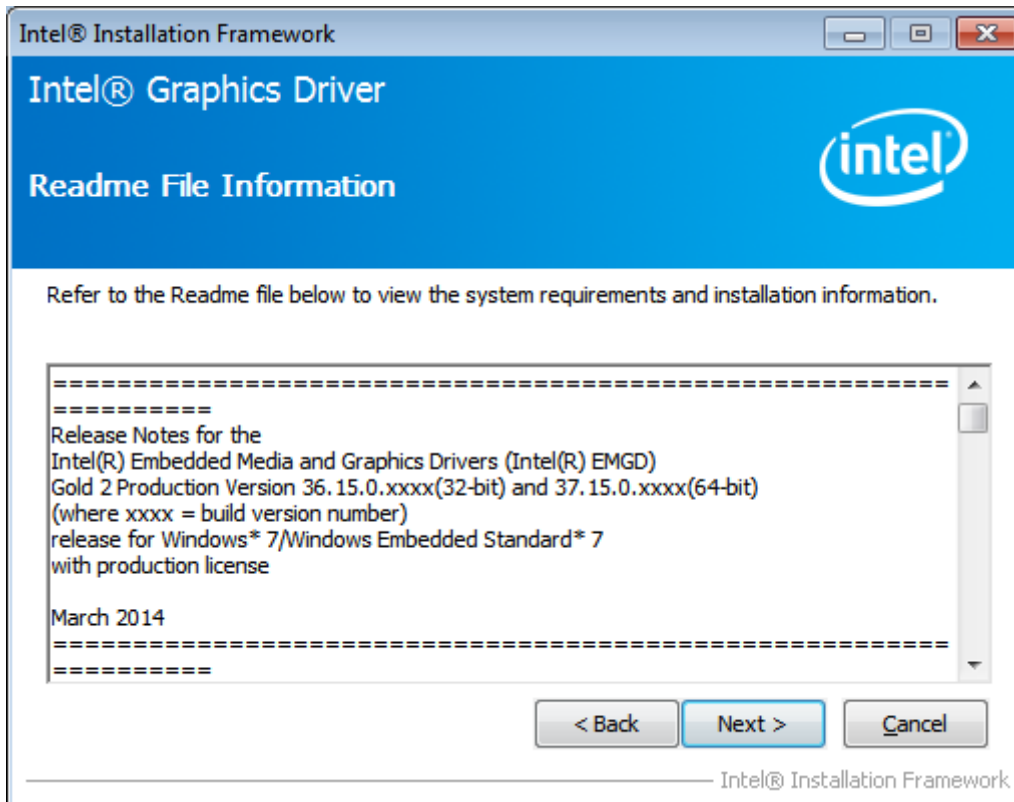 Intel® Installation Framework
Intel® Graphics Driver
intel
Readme File Information
Refer to the Readme file below to view the system requirements and installation information.
========================================================
==========
Release Notes for the
Intel(R) Embedded Media and Graphics Drivers (Intel(R) EMGD)
Gold 2 Production Version 36.15.0.xxxx(32-bit) and 37.15.0.xxxx(64-bit)
(where xxxx = build version number)
release for Windows* 7/Windows Embedded Standard* 7
with production license
March 2014
========================================================
==========
< Back
Next >
Cancel
Intel® Installation Framework